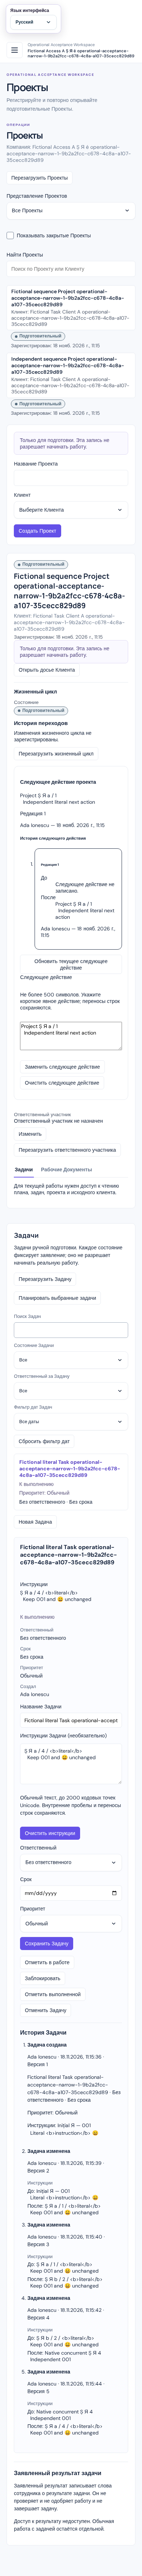 Язык интерфейса
Русский
Operational Acceptance Workspace
Fictional Access A Ș Я é operational-acceptance-
narrow-1-9b2a2fcc-c678-4c8a-a107-35cecc829d89
OPERATIONAL ACCEPTANCE WORKSPACE
Проекты
Регистрируйте и повторно открывайте
подготовительные Проекты.
ОПЕРАЦИИ
Проекты
Компания: Fictional Access A Ș Я é operational-
acceptance-narrow-1-9b2a2fcc-c678-4c8a-a107-
35cecc829d89
Перезагрузить Проекты
Представление Проектов
Все Проекты
Показывать закрытые Проекты
Найти Проекты
Поиск по Проекту или Клиенту
Fictional sequence Project operational-
acceptance-narrow-1-9b2a2fcc-c678-4c8a-
a107-35cecc829d89
Клиент: Fictional Task Client A operational-
acceptance-narrow-1-9b2a2fcc-c678-4c8a-a107-
35cecc829d89
Подготовительный
Зарегистрирован: 18 нояб. 2026 г., 11:15
Independent sequence Project operational-
acceptance-narrow-1-9b2a2fcc-c678-4c8a-
a107-35cecc829d89
Клиент: Fictional Task Client A operational-
acceptance-narrow-1-9b2a2fcc-c678-4c8a-a107-
35cecc829d89
Подготовительный
Зарегистрирован: 18 нояб. 2026 г., 11:15
Только для подготовки. Эта запись не
разрешает начинать работу.
Название Проекта
Клиент
Выберите Клиента
Создать Проект
Подготовительный
Fictional sequence Project
operational-acceptance-
narrow-1-9b2a2fcc-c678-4c8a-
a107-35cecc829d89
Клиент: Fictional Task Client A operational-
acceptance-narrow-1-9b2a2fcc-c678-4c8a-a107-
35cecc829d89
Зарегистрирован: 18 нояб. 2026 г., 11:15
Только для подготовки. Эта запись не
разрешает начинать работу.
Открыть досье Клиента
Жизненный цикл
Состояние
Подготовительный
История переходов
Изменения жизненного цикла не
зарегистрированы.
Перезагрузить жизненный цикл
Следующее действие проекта
Project Ș Я a / 1
Independent literal next action
Редакция 1
Ada Ionescu — 18 нояб. 2026 г., 11:15
История следующего действия
1.
Редакция 1
До
Следующее действие не
записано.
После
Project Ș Я a / 1
Independent literal next
action
Ada Ionescu — 18 нояб. 2026 г.,
11:15
Обновить текущее следующее
действие
Следующее действие
Не более 500 символов. Укажите
короткое явное действие; переносы строк
сохраняются.
Project Ș Я a / 1
Independent literal next action
Заменить следующее действие
Очистить следующее действие
Ответственный участник
Ответственный участник не назначен
Изменить
Перезагрузить ответственного участника
Задачи
Рабочие Документы
Для текущей работы нужен доступ к чтению
плана, задач, проекта и исходного клиента.
Задачи
Задачи ручной подготовки. Каждое состояние
фиксирует заявление; оно не разрешает
начинать реальную работу.
Перезагрузить Задачу
Планировать выбранные задачи
Поиск Задач
Состояние Задачи
Все
Ответственный за Задачу
Все
Фильтр дат Задач
Все даты
Сбросить фильтр дат
Fictional literal Task operational-
acceptance-narrow-1-9b2a2fcc-c678-
4c8a-a107-35cecc829d89
К выполнению
Приоритет: Обычный
Без ответственного · Без срока
Новая Задача
Fictional literal Task operational-
acceptance-narrow-1-9b2a2fcc-
c678-4c8a-a107-35cecc829d89
Инструкции
Ș Я a / 4 / <b>literal</b>
Keep 001 and 😀 unchanged
К выполнению
Ответственный
Без ответственного
Срок
Без срока
Приоритет
Обычный
Создал
Ada Ionescu
Название Задачи
Fictional literal Task operational-accept
Инструкции Задачи (необязательно)
Ș Я a / 4 / <b>literal</b>
Keep 001 and 😀 unchanged
Обычный текст, до 2000 кодовых точек
Unicode. Внутренние пробелы и переносы
строк сохраняются.
Очистить инструкции
Ответственный
Без ответственного
Срок
mm/dd/yyyy
Приоритет
Обычный
Сохранить Задачу
Отметить в работе
Заблокировать
Отметить выполненной
Отменить Задачу
История Задачи
1. Задача создана
Ada Ionescu · 18.11.2026, 11:15:36 ·
Версия 1
Fictional literal Task operational-
acceptance-narrow-1-9b2a2fcc-
c678-4c8a-a107-35cecc829d89 · Без
ответственного · Без срока
Приоритет: Обычный
Инструкции: Initial Я — 001
Literal <b>instruction</b> 😀
2. Задача изменена
Ada Ionescu · 18.11.2026, 11:15:39 ·
Версия 2
Инструкции
До: Initial Я — 001
Literal <b>instruction</b> 😀
После: Ș Я a / 1 / <b>literal</b>
Keep 001 and 😀 unchanged
3. Задача изменена
Ada Ionescu · 18.11.2026, 11:15:40 ·
Версия 3
Инструкции
До: Ș Я a / 1 / <b>literal</b>
Keep 001 and 😀 unchanged
После: Ș Я b / 2 / <b>literal</b>
Keep 001 and 😀 unchanged
4. Задача изменена
Ada Ionescu · 18.11.2026, 11:15:42 ·
Версия 4
Инструкции
До: Ș Я b / 2 / <b>literal</b>
Keep 001 and 😀 unchanged
После: Native concurrent Ș Я 4
Independent 001
5. Задача изменена
Ada Ionescu · 18.11.2026, 11:15:44 ·
Версия 5
Инструкции
До: Native concurrent Ș Я 4
Independent 001
После: Ș Я a / 4 / <b>literal</b>
Keep 001 and 😀 unchanged
Заявленный результат задачи
Заявленный результат записывает слова
сотрудника о результате задачи. Он не
проверяет и не одобряет работу и не
завершает задачу.
Доступ к результату недоступен. Обычная
работа с задачей остаётся отдельной.